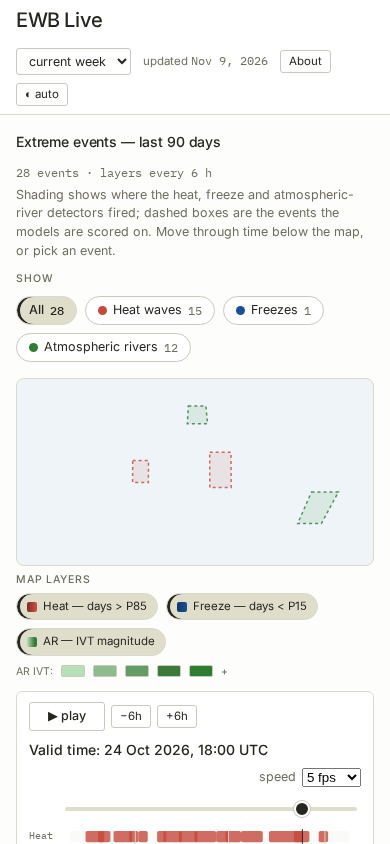 EWB Live
current week updated Nov 9, 2026 About
auto
Extreme events — last 90 days
28 events · layers every 6 h
Shading shows where the heat, freeze and atmospheric-
river detectors fired; dashed boxes are the events the
models are scored on. Move through time below the map,
or pick an event.
SHOW
All 28 Heat waves 15 Freezes 1
Atmospheric rivers 12
MAP LAYERS
Heat — days > P85 Freeze — days < P15
AR — IVT magnitude
AR IVT: +
▶ play −6h +6h
Valid time: 24 Oct 2026, 18:00 UTC
speed 5 fps
Heat